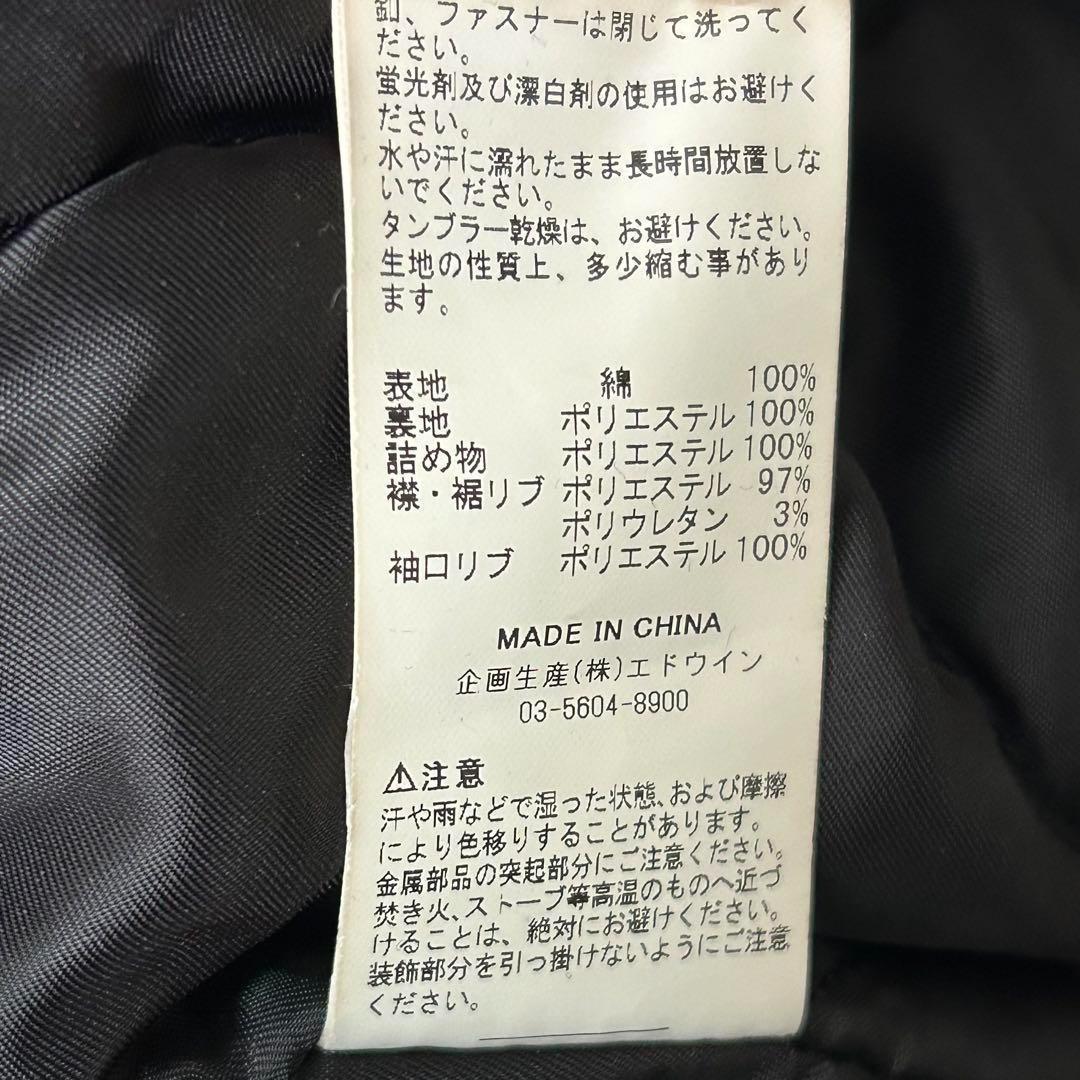 釦、ファスナーは閉じて洗ってく
ださい。
蛍光剤及び漂白剤の使用はお避けく
ださい。
水や汗に濡れたまま長時間放置しな
いでください。
タンブラー乾燥は、お避けください。
生地の性質上、多少縮む事があり
ます。
表地 綿 100%
裏地 ポリエステル 100%
詰め物 ポリエステル 100%
襟・裾リブ ポリエステル 97%
ポリウレタン 3%
袖口リブ ポリエステル 100%
MADE IN CHINA
企画生産(株)エドウイン
03-5604-8900
⚠注意
汗や雨などで湿った状態、および摩擦
により色移りすることがあります。
金属部品の突起部分にご注意ください。
焚き火、ストーブ等高温のものへ近づ
けることは、絶対にお避けください。
装飾部分を引っ掛けないようにご注意
ください。